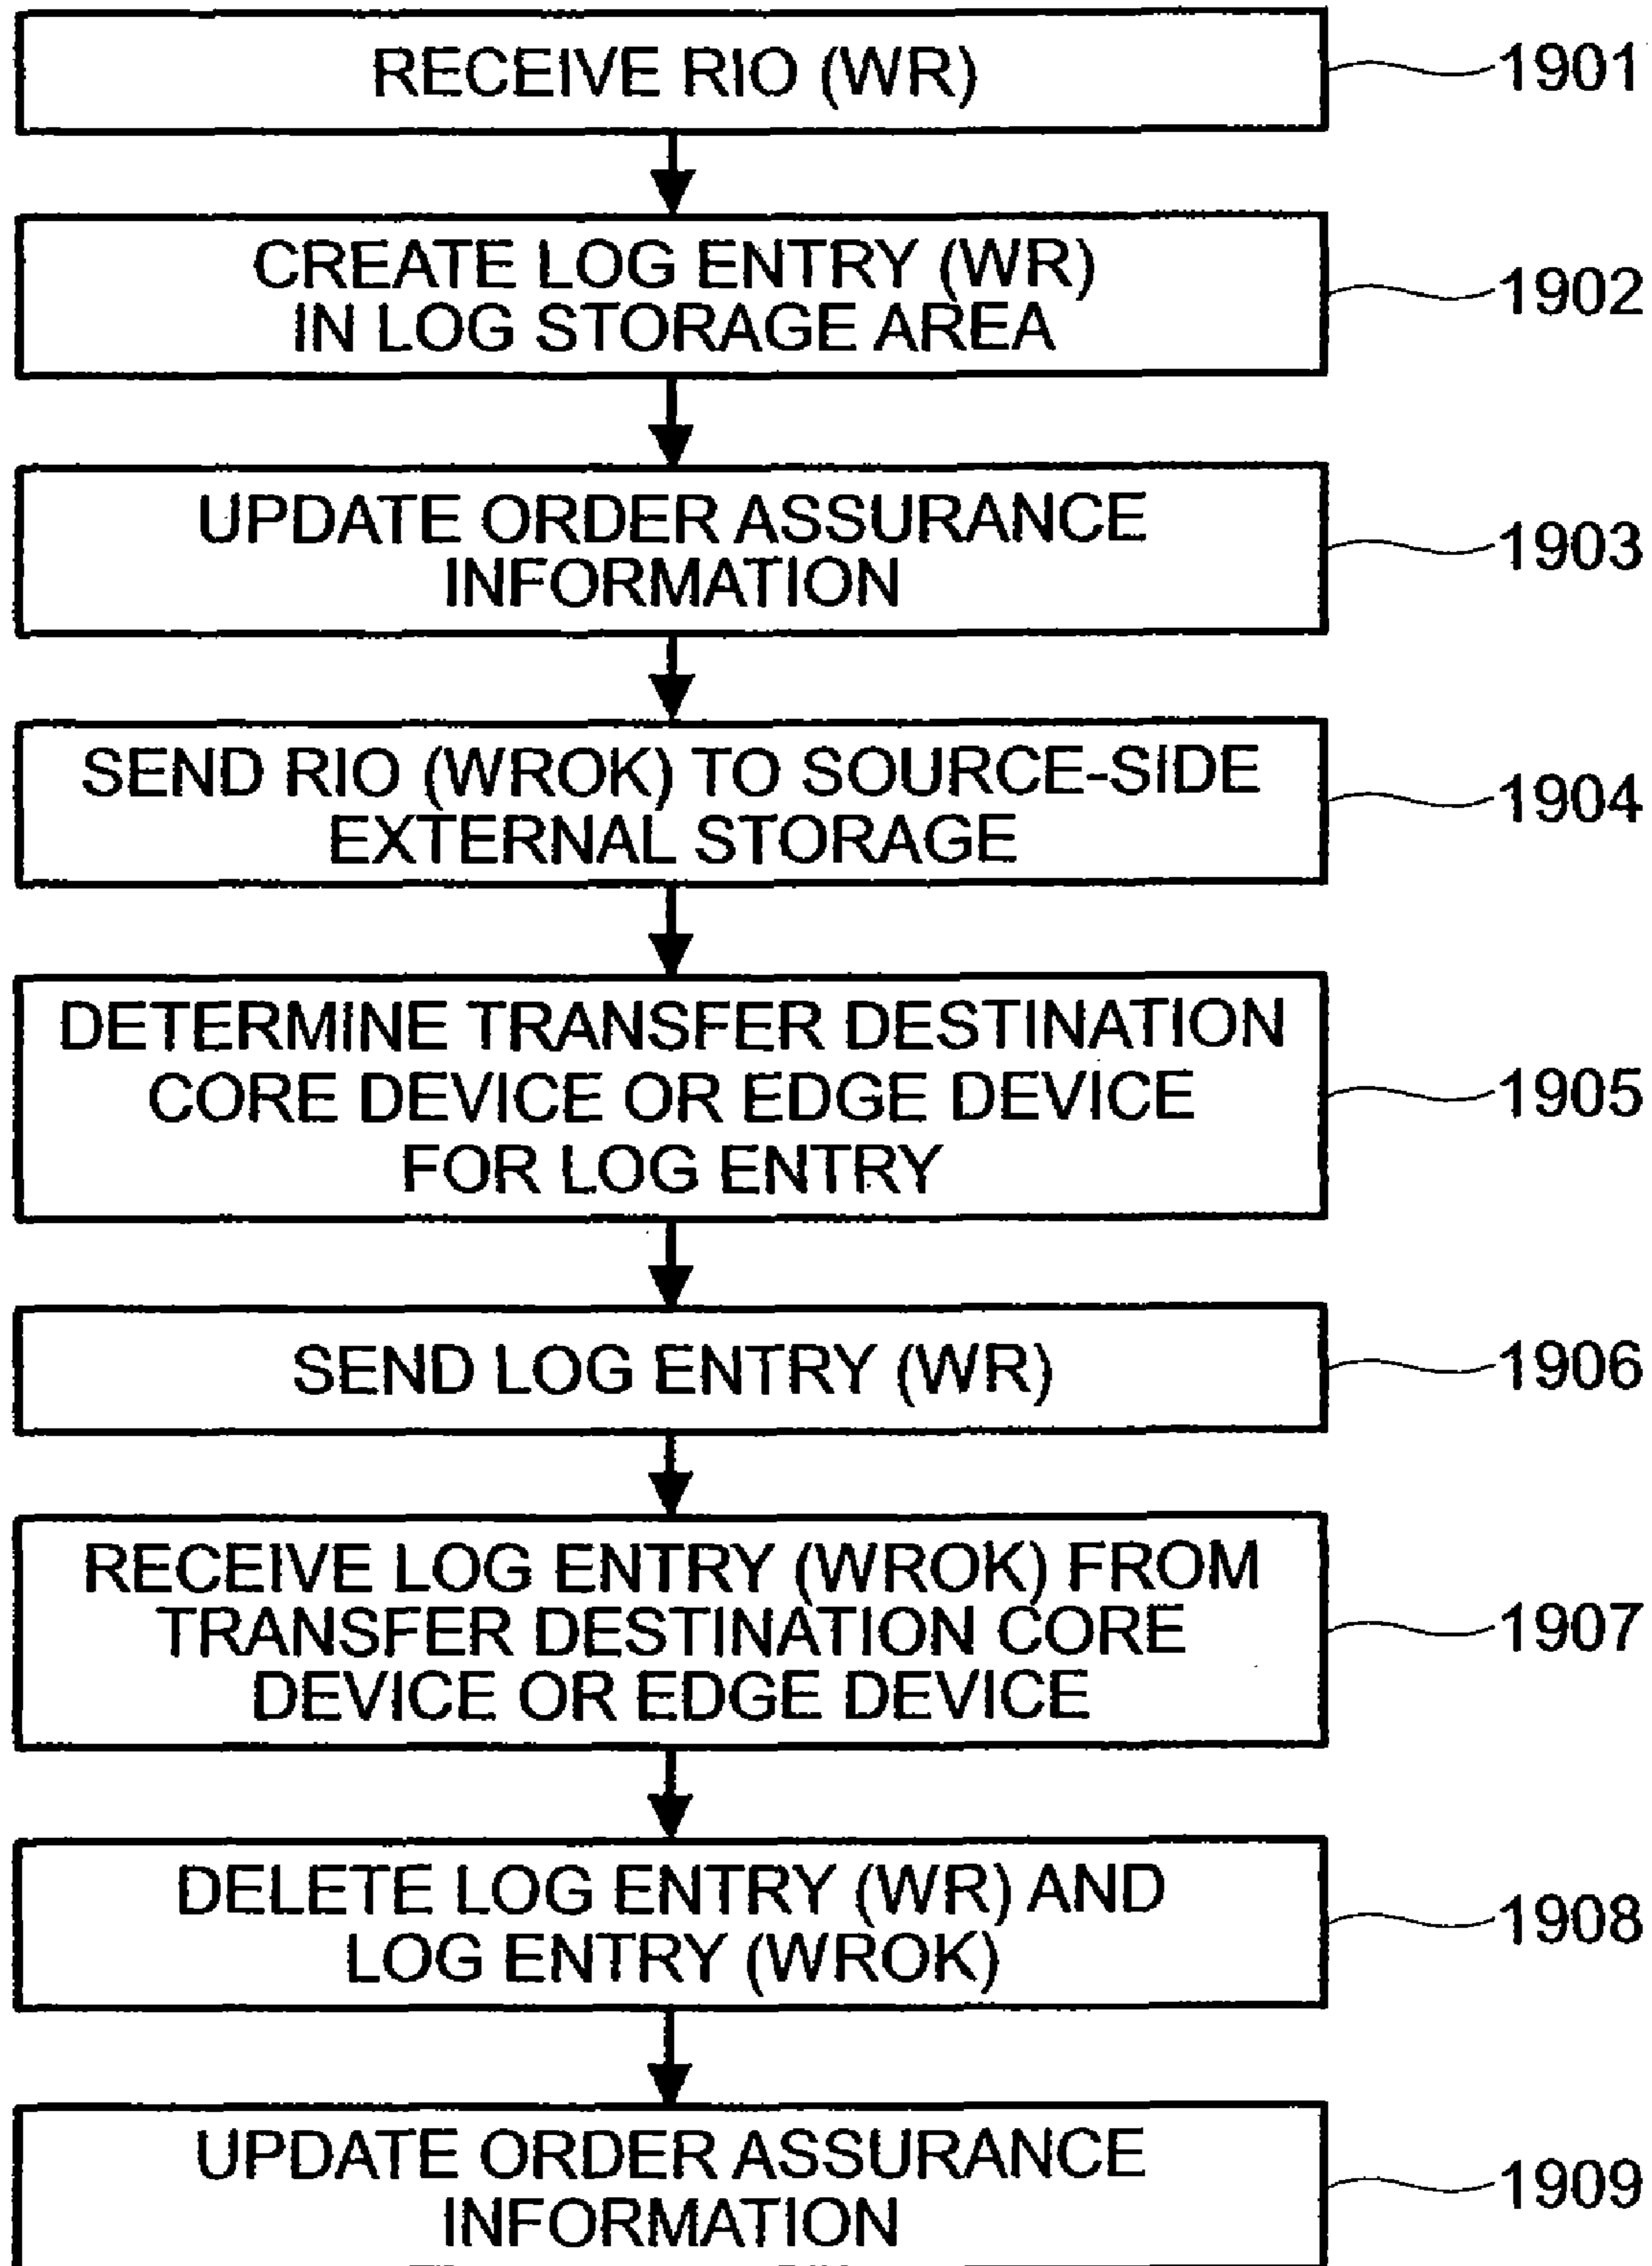 RECEIVE RIO (WR)
1901
CREATE LOG ENTRY (WR)
IN LOG STORAGE AREA
1902
UPDATE ORDER ASSURANCE
INFORMATION
1903
SEND RIO (WROK) TO SOURCE-SIDE
EXTERNAL STORAGE
1904
DETERMINE TRANSFER DESTINATION
CORE DEVICE OR EDGE DEVICE
FOR LOG ENTRY
1905
SEND LOG ENTRY (WR)
1906
RECEIVE LOG ENTRY (WROK) FROM
TRANSFER DESTINATION CORE
DEVICE OR EDGE DEVICE
1907
DELETE LOG ENTRY (WR) AND
LOG ENTRY (WROK)
1908
UPDATE ORDER ASSURANCE
INFORMATION
1909